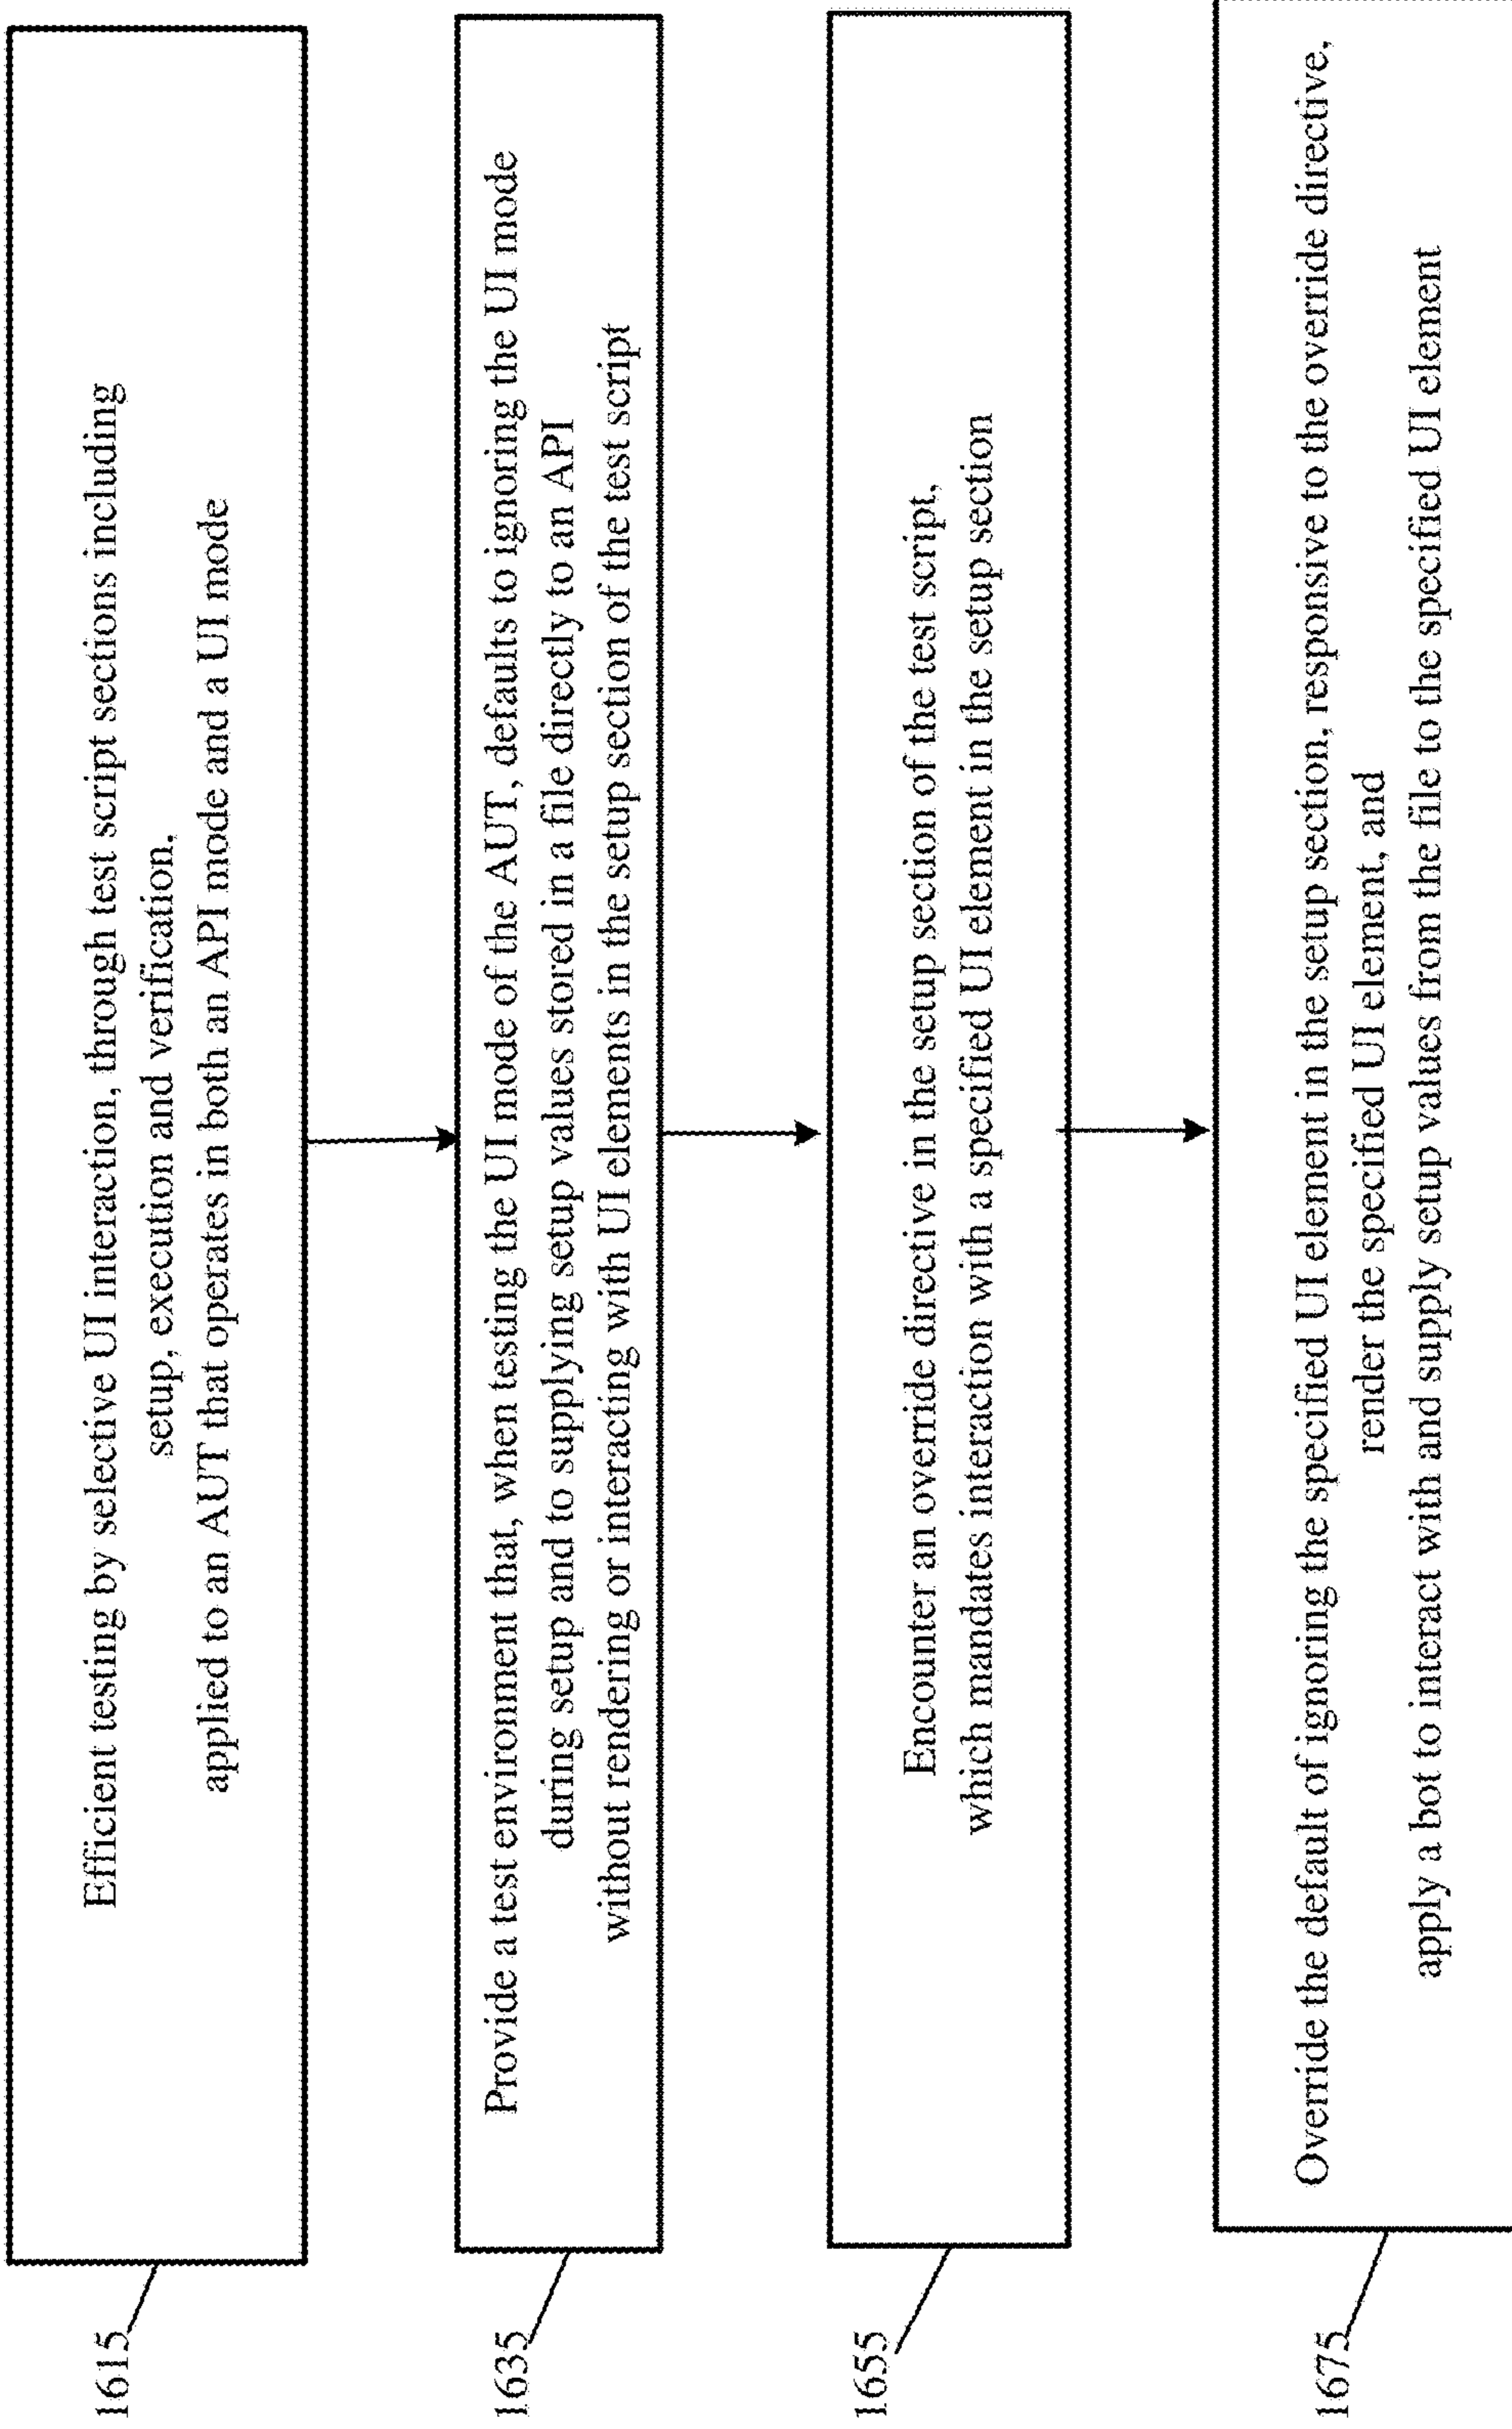 1615
Efficient testing by selective UI interaction, through test script sections including
setup, execution and verification,
applied to an AUT that operates in both an API mode and a UI mode
1635
Provide a test environment that, when testing the UI mode of the AUT, defaults to ignoring the UI mode
during setup and to supplying setup values stored in a file directly to an API
without rendering or interacting with UI elements in the setup section of the test script
1655
Encounter an override directive in the setup section of the test script,
which mandates interaction with a specified UI element in the setup section
1675
Override the default of ignoring the specified UI element in the setup section, responsive to the override directive,
render the specified UI element, and
apply a bot to interact with and supply setup values from the file to the specified UI element